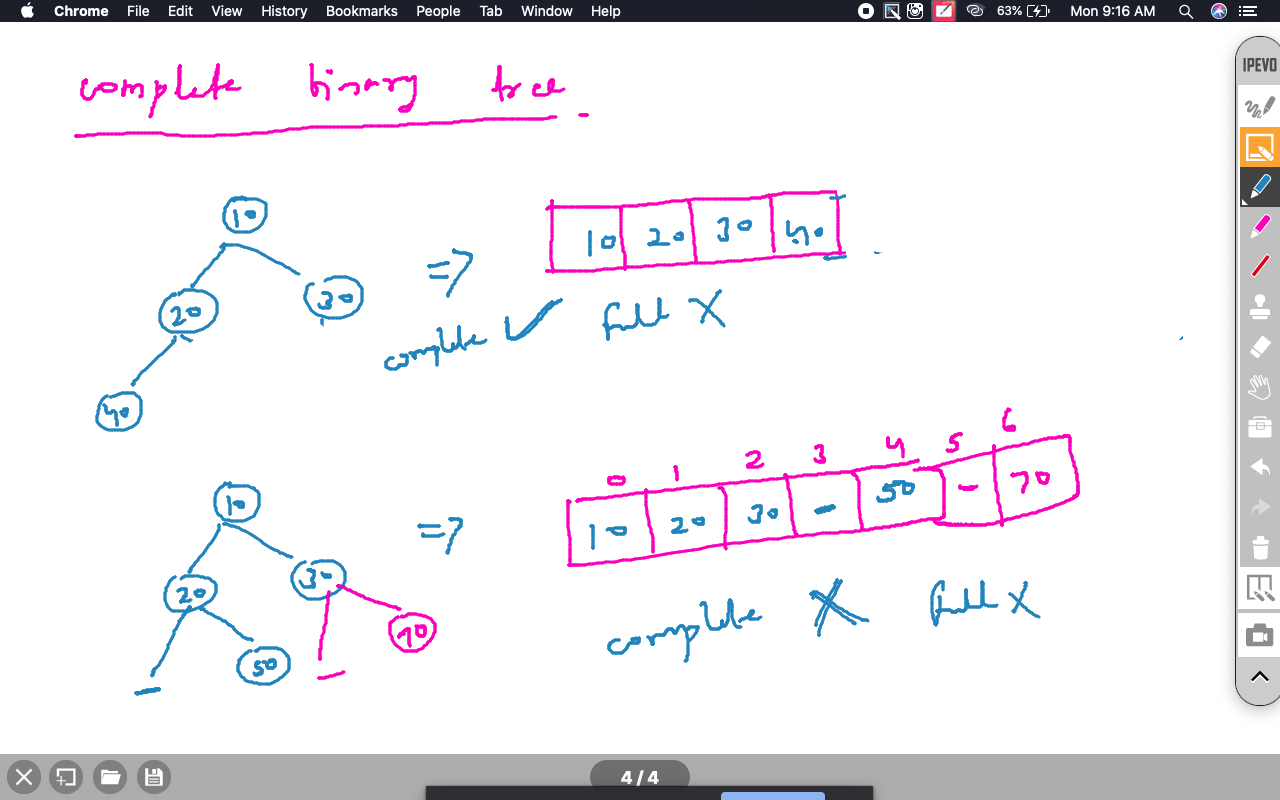 Chrome File Edit View History Bookmarks People Tab Window Help 63% Mon 9:16 AM
IPEVO
complete binary tree.
10
20 30
40
=>
10 20 30 40
complete ✓ full X
10
20 30
50 70
=>
0 1 2 3 4 5 6
10 20 30 - 50 - 70
complete X full X
4 / 4